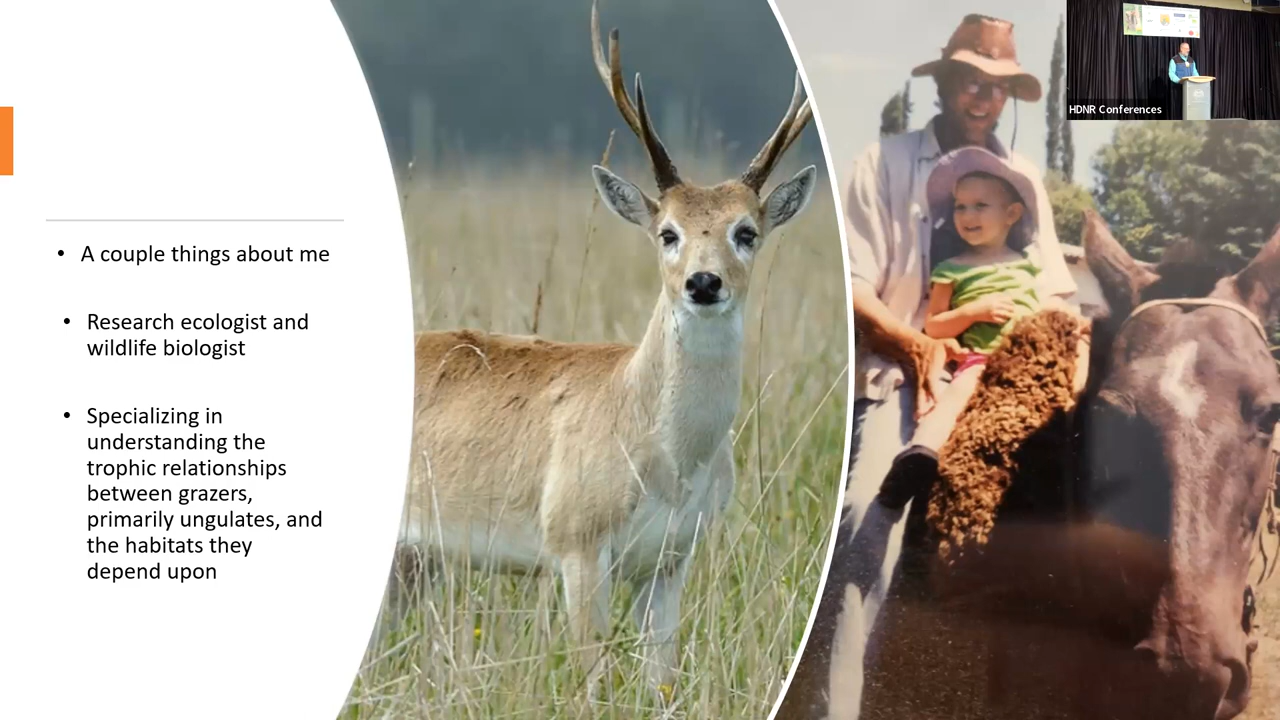 HDNR Conferences
• A couple things about me
• Research ecologist and
wildlife biologist
• Specializing in
understanding the
trophic relationships
between grazers,
primarily ungulates, and
the habitats they
depend upon